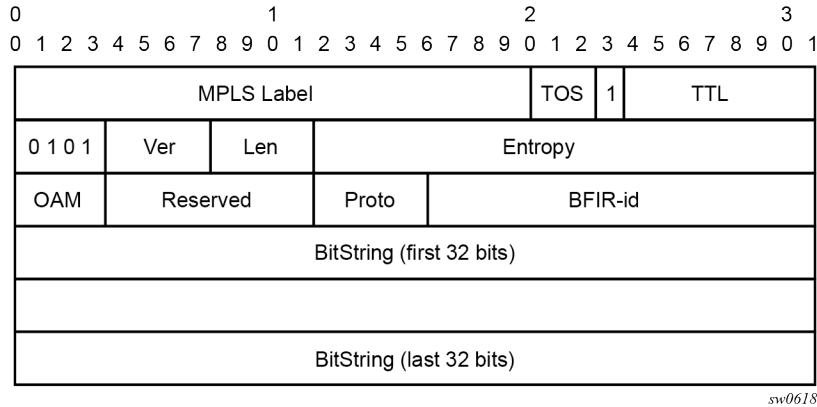 0 1 2 3
0 1 2 3 4 5 6 7 8 9 0 1 2 3 4 5 6 7 8 9 0 1 2 3 4 5 6 7 8 9 0 1
MPLS Label TOS 1 TTL
0 1 0 1 Ver Len Entropy
OAM Reserved Proto BFIR-id
BitString (first 32 bits)
BitString (last 32 bits)
sw0618